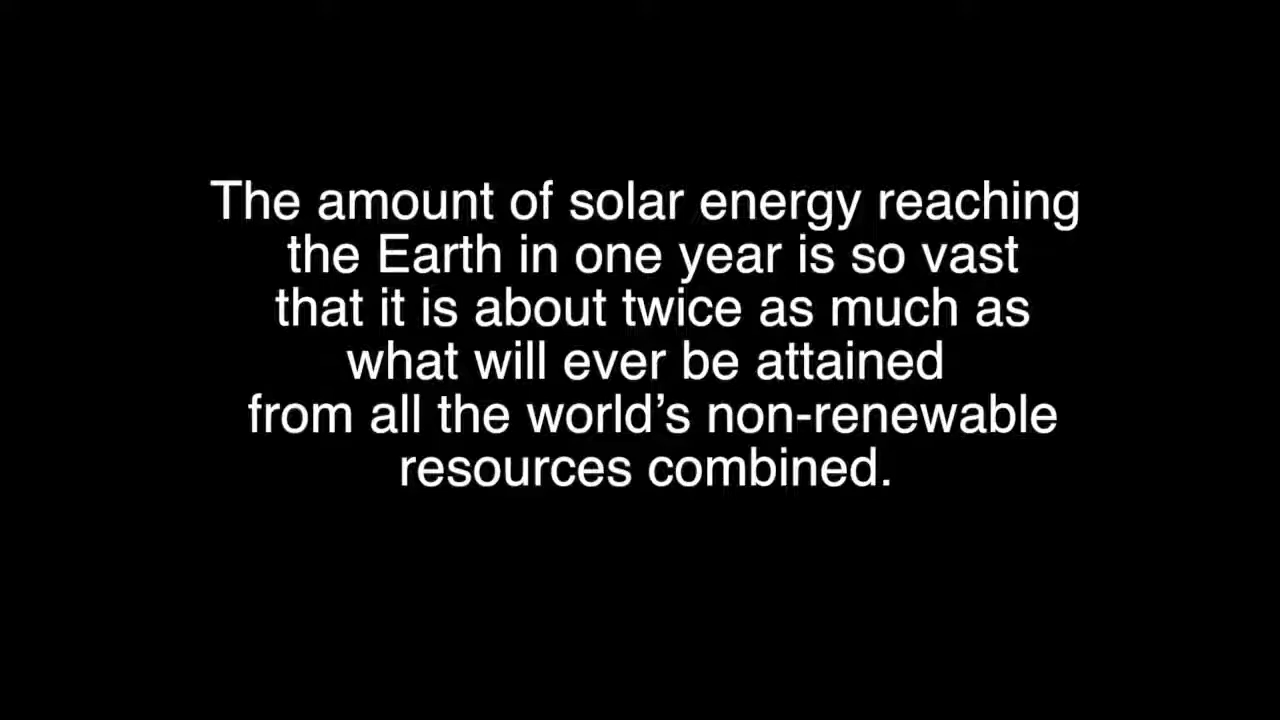 The amount of solar energy reaching
the Earth in one year is so vast
that it is about twice as much as
what will ever be attained
from all the world’s non-renewable
resources combined.